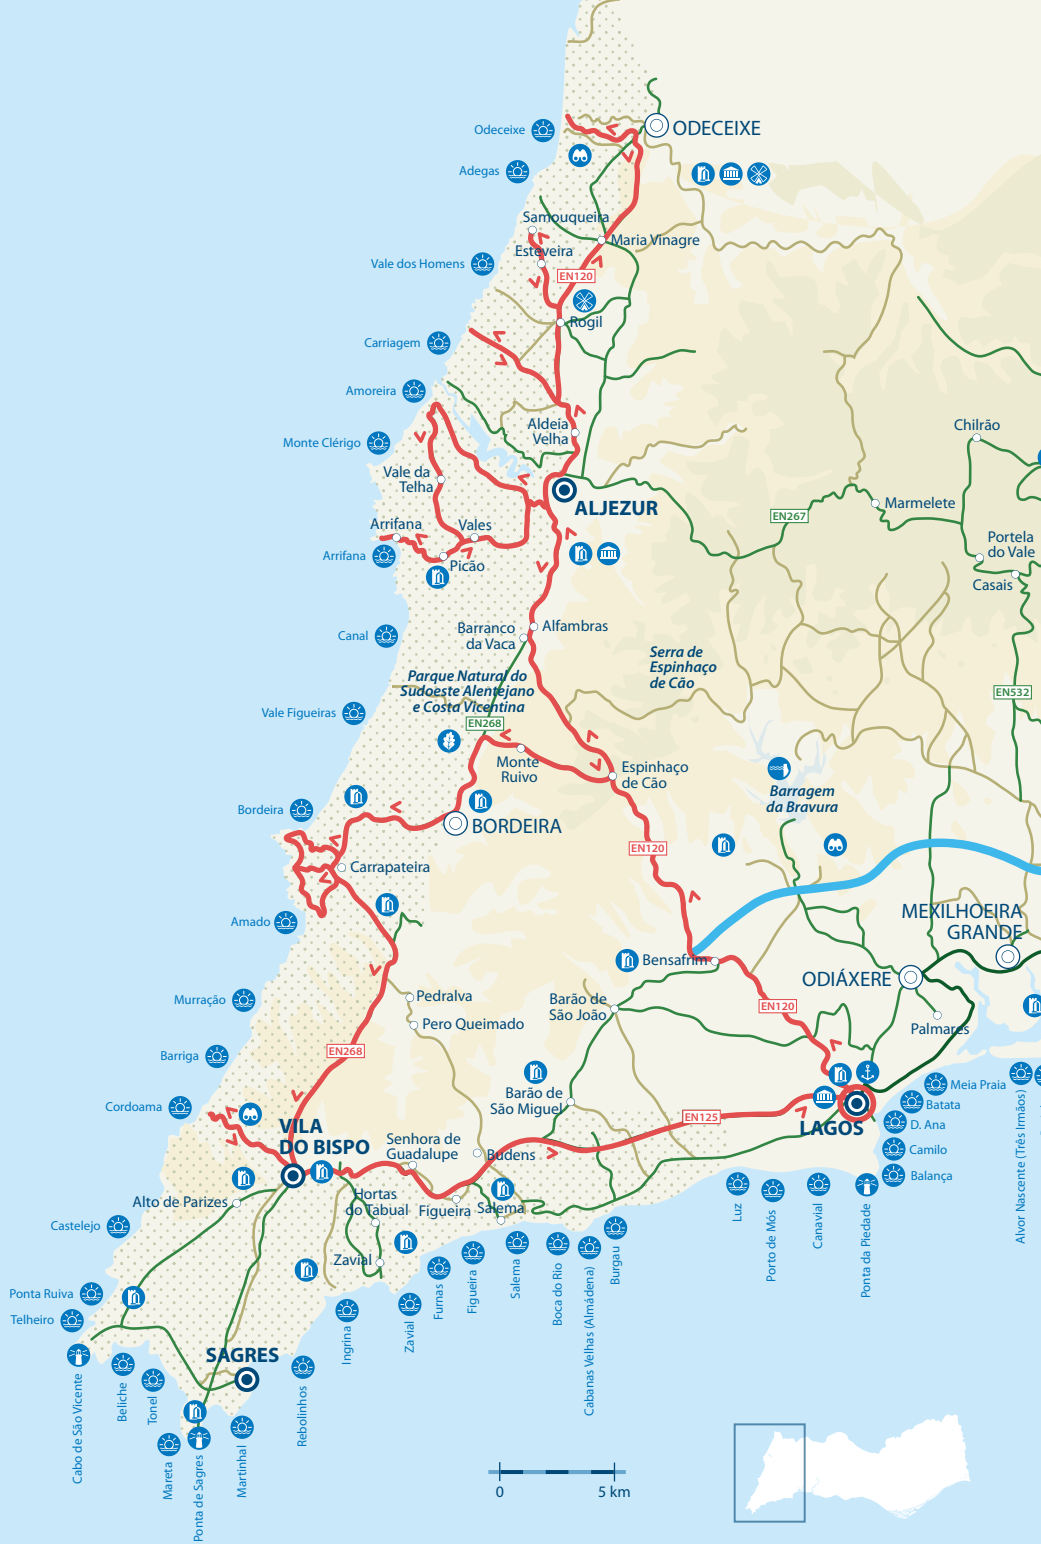 Odeceixe
ODECEIXE
Adegas
Samouqueira
Maria Vinagre
Esteveira
Vale dos Homens
EN120
Rogil
Carriagem
Amoreira
Aldeia
Velha
Chilrão
Monte Clérigo
Vale da
Telha
ALJEZUR
EN267
Marmelete
Arrifana
Vales
Arrifana
Picão
Portela
do Vale
Casais
Canal
Barranco
da Vaca
Alfambras
Serra de
Espinhaço
de Cão
Parque Natural do
Sudoeste Alentejano
e Costa Vicentina
EN532
Vale Figueiras
EN268
Monte
Ruivo
Espinhaço
de Cão
Barragem
da Bravura
Bordeira
BORDEIRA
EN120
Carrapateira
Amado
MEXILHOEIRA
GRANDE
Bensafrim
ODIÁXERE
Murração
Pedralva
Pero Queimado
Barão de
São João
EN120
Palmares
Barriga
EN268
Cordoama
Barão de
São Miguel
EN125
Meia Praia
Batata
D. Ana
Camilo
Balança
LAGOS
VILA
DO BISPO
Senhora de
Guadalupe
Budens
Alto de Parizes
Hortas
do Tabual
Figueira
Salema
Castelejo
Zavial
Ponta Ruiva
Telheiro
SAGRES
Cabo de São Vicente
Beliche
Tonel
Mareta
Ponta de Sagres
Martinhal
Rebolinhos
Ingrina
Zavial
Furnas
Figueira
Salema
Boca do Rio
Cabanas Velhas (Almádena)
Burgau
Luz
Porto de Mós
Canavial
Ponta da Piedade
Alvor Nascente (Três Irmãos)
0
5 km